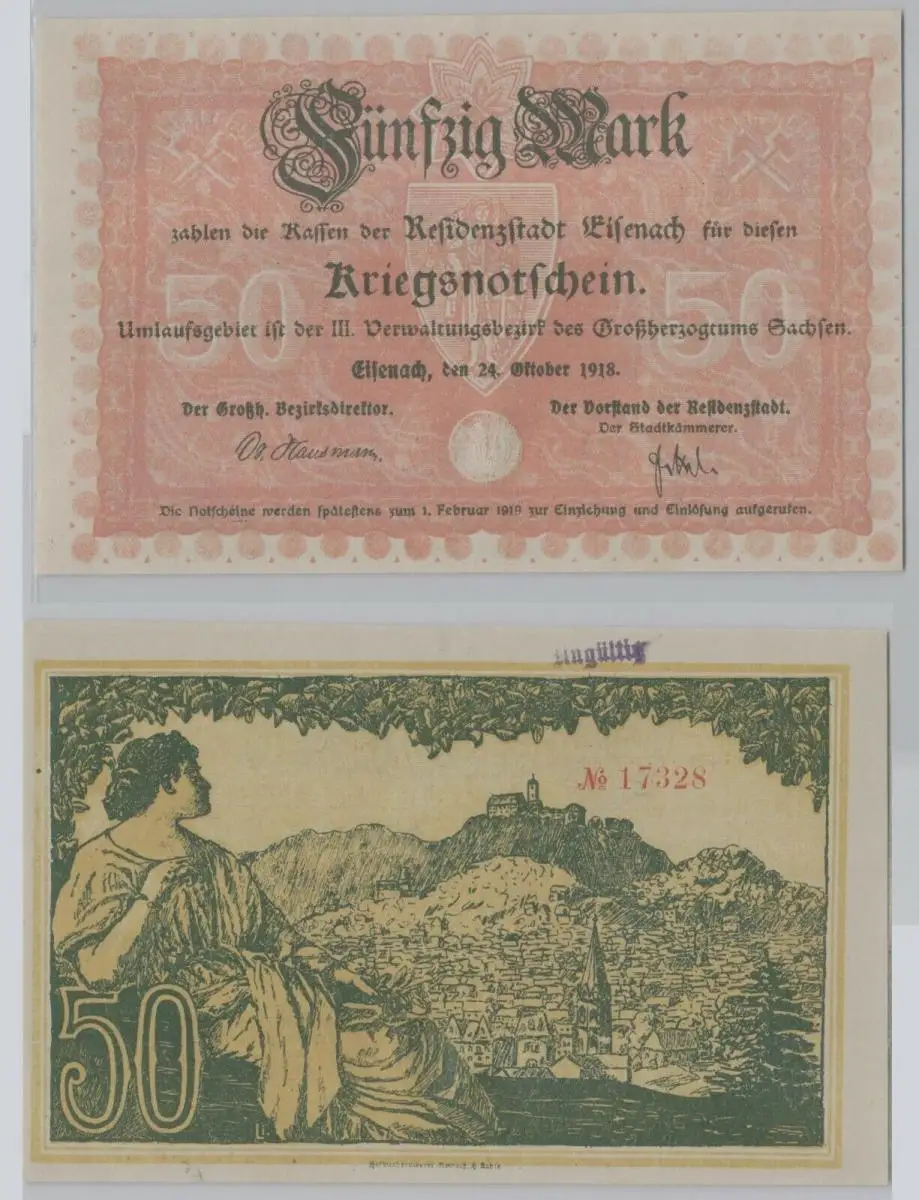 Fünfzig Mark
zahlen die Kassen der Residenzstadt Eisenach für diesen
Kriegsnotschein.
50 50
Umlaufsgebiet ist der III. Verwaltungsbezirk des Großherzogtums Sachsen.
Eisenach, den 24. Oktober 1918.
Der Großh. Bezirksdirektor.
Der Vorstand der Residenzstadt.
Der Stadtkämmerer.
Die Notscheine werden spätestens zum 1. Februar 1919 zur Einziehung und Einlösung aufgerufen.
Ungültig
No 17328
50